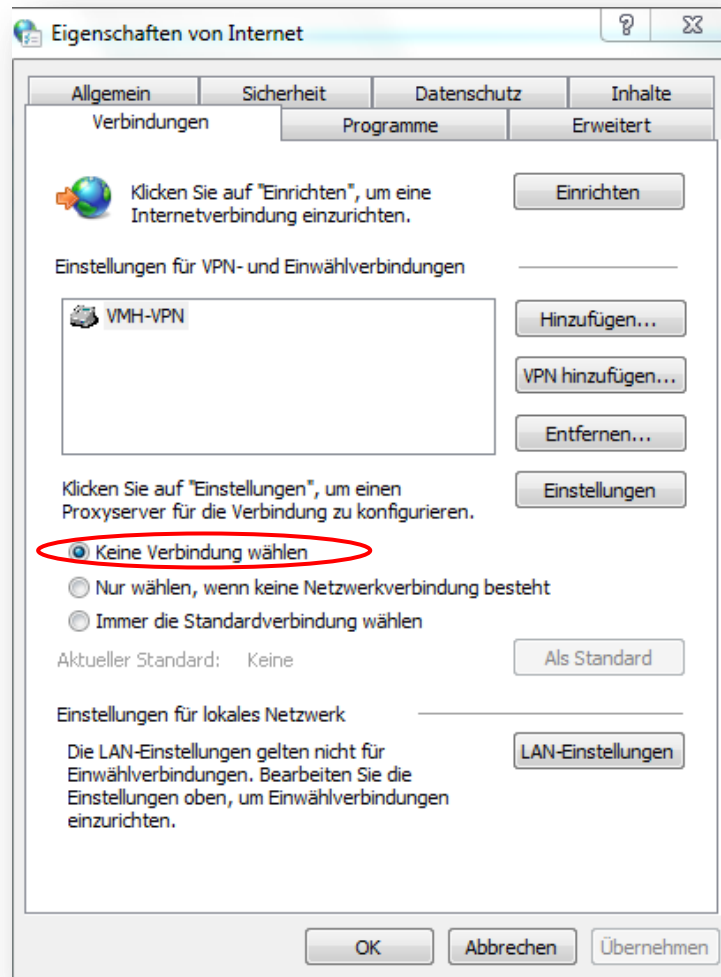 Eigenschaften von Internet
?
Allgemein Sicherheit Datenschutz Inhalte
Verbindungen Programme Erweitert
Klicken Sie auf "Einrichten", um eine
Internetverbindung einzurichten.
Einrichten
Einstellungen für VPN- und Einwählverbindungen
VMH-VPN
Hinzufügen...
VPN hinzufügen...
Entfernen...
Klicken Sie auf "Einstellungen", um einen
Proxyserver für die Verbindung zu konfigurieren.
Einstellungen
Keine Verbindung wählen
Nur wählen, wenn keine Netzwerkverbindung besteht
Immer die Standardverbindung wählen
Aktueller Standard: Keine
Als Standard
Einstellungen für lokales Netzwerk
Die LAN-Einstellungen gelten nicht für
Einwählverbindungen. Bearbeiten Sie die
Einstellungen oben, um Einwählverbindungen
einzurichten.
LAN-Einstellungen
OK Abbrechen Übernehmen